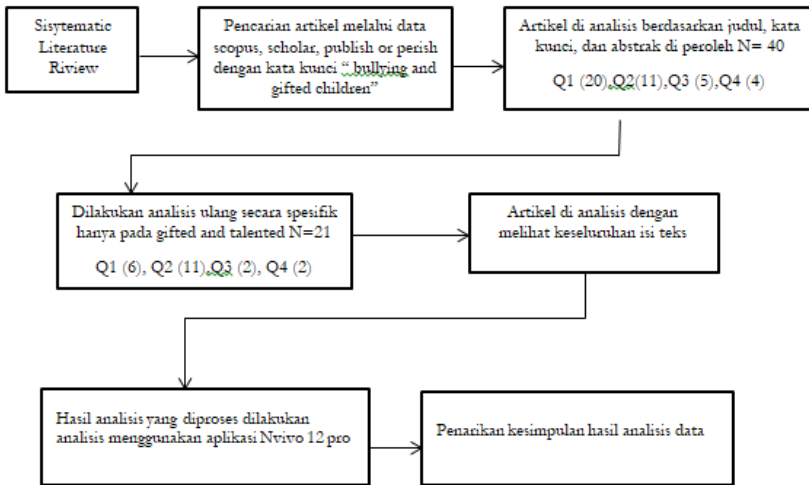 Sisytematic
Literature
Riview
Pencarian artikel melalui data
scopus, scholar, publish or perish
dengan kata kunci “ bullying and
gifted children”
Artikel di analisis berdasarkan judul, kata
kunci, dan abstrak di peroleh N= 40
Q1 (20),Q2(11),Q3 (5),Q4 (4)
Dilakukan analisis ulang secara spesifik
hanya pada gifted and talented N=21
Q1 (6), Q2 (11),Q3 (2), Q4 (2)
Artikel di analisis dengan
melihat keseluruhan isi teks
Hasil analisis yang diproses dilakukan
analisis menggunakan aplikasi Nvivo 12 pro
Penarikan kesimpulan hasil analisis data